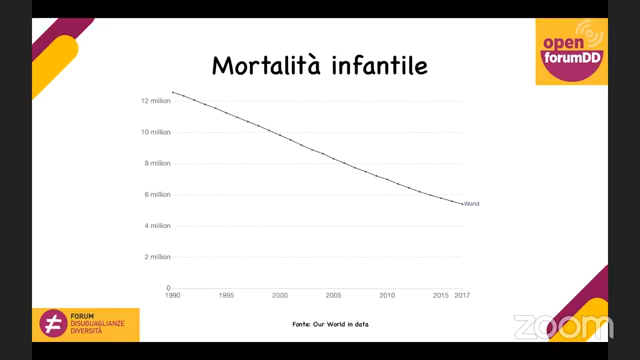 open
forumDD
Mortalità infantile
12 million
10 million
8 million
6 million
4 million
2 million
0
World
1990
1995
2000
2005
2010
2015
2017
FORUM
DISUGUAGLIANZE
DIVERSITÀ
Fonte: Our World in data
zoom